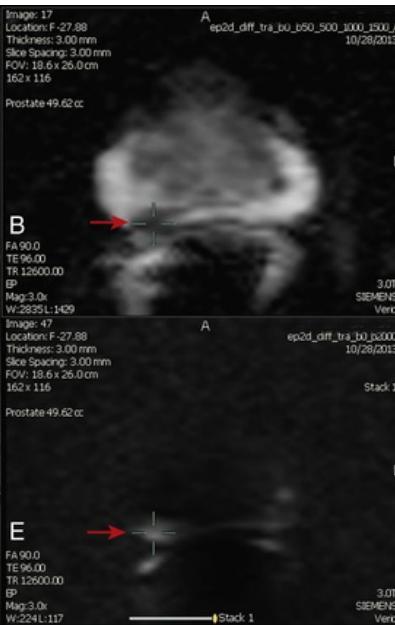 Image: 17
A
Location: F -27.88
ep2d_diff_tra_b0_b50_500_1000_1500_
Thickness: 3.00 mm
10/28/2013
Slice Spacing: 3.00 mm
FOV: 18.6 x 26.0 cm
162 x 116
Prostate 49.62 cc
B
FA 90.0
TE 96.00
TR 12600.00
EP
3.0T
Mag: 3.0x
SIEMENS
W:2835 L:1429
Veric
Image: 47
A
Location: F -27.88
ep2d_diff_tra_b0_p2000
Thickness: 3.00 mm
10/28/2013
Slice Spacing: 3.00 mm
FOV: 18.6 x 26.0 cm
162 x 116
Stack 1
Prostate 49.62 cc
E
FA 90.0
TE 96.00
TR 12600.00
EP
3.0T
Mag: 3.0x
SIEMENS
W:224 L:117
Stack 1
Veric